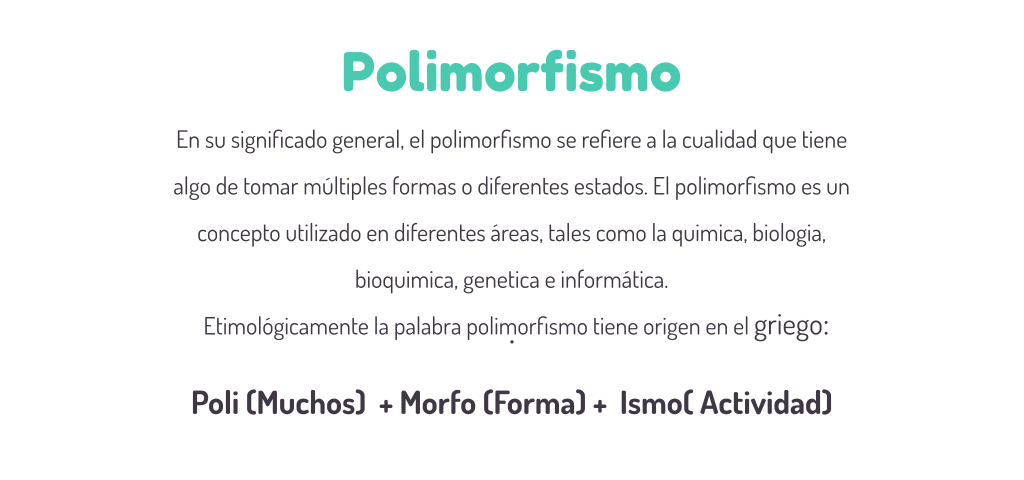 Polimorfismo
En su significado general, el polimorfismo se refiere a la cualidad que tiene
algo de tomar múltiples formas o diferentes estados. El polimorfismo es un
concepto utilizado en diferentes áreas, tales como la quimica, biologia,
bioquimica, genetica e informática.
Etimológicamente la palabra polimorfismo tiene origen en el griego:
.
Poli (Muchos) + Morfo (Forma) + Ismo( Actividad)